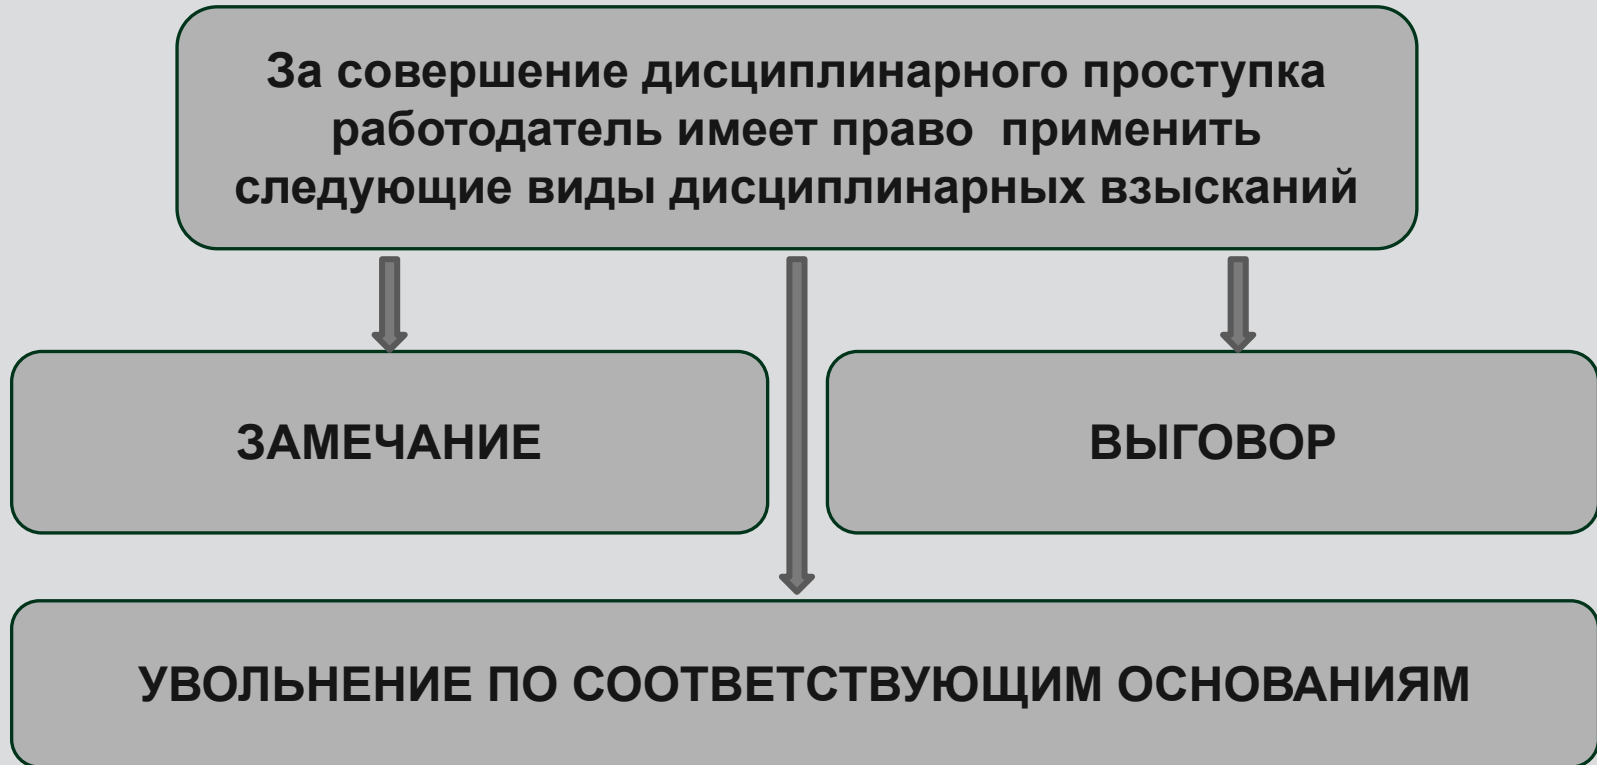 За совершение дисциплинарного проступка
работодатель имеет право  применить
следующие виды дисциплинарных взысканий
ЗАМЕЧАНИЕ
ВЫГОВОР
УВОЛЬНЕНИЕ ПО СООТВЕТСТВУЮЩИМ ОСНОВАНИЯМ